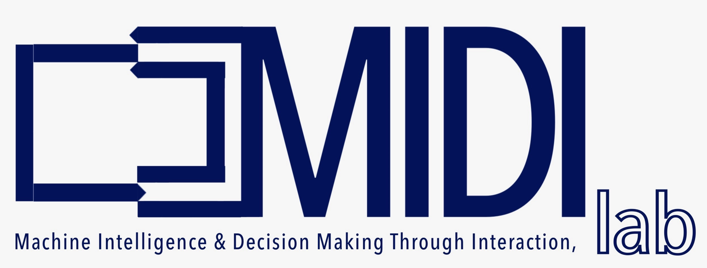 MIDI
lab
Machine Intelligence & Decision Making Through Interaction,